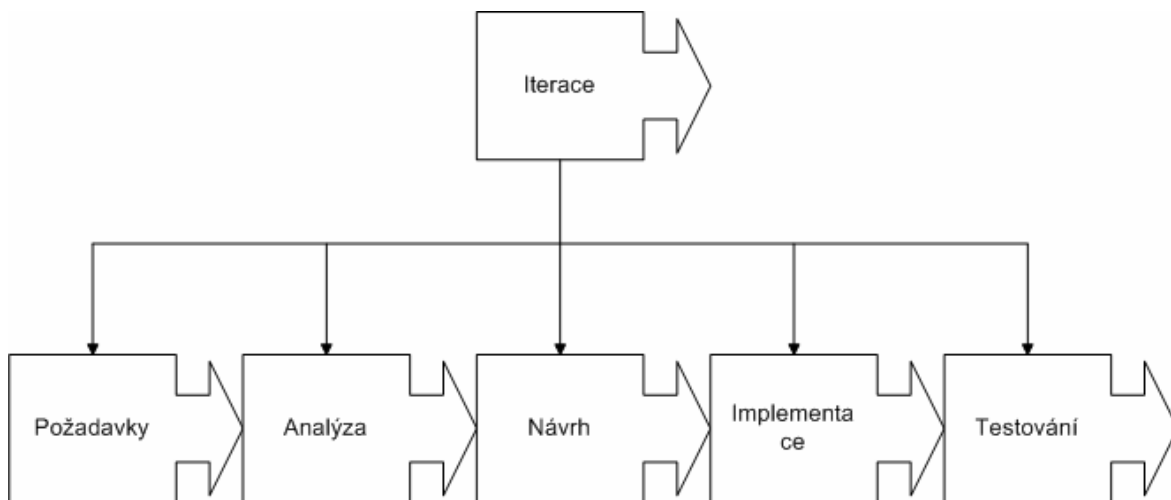 Iterace
Požadavky
Analýza
Návrh
Implementa
ce
Testování